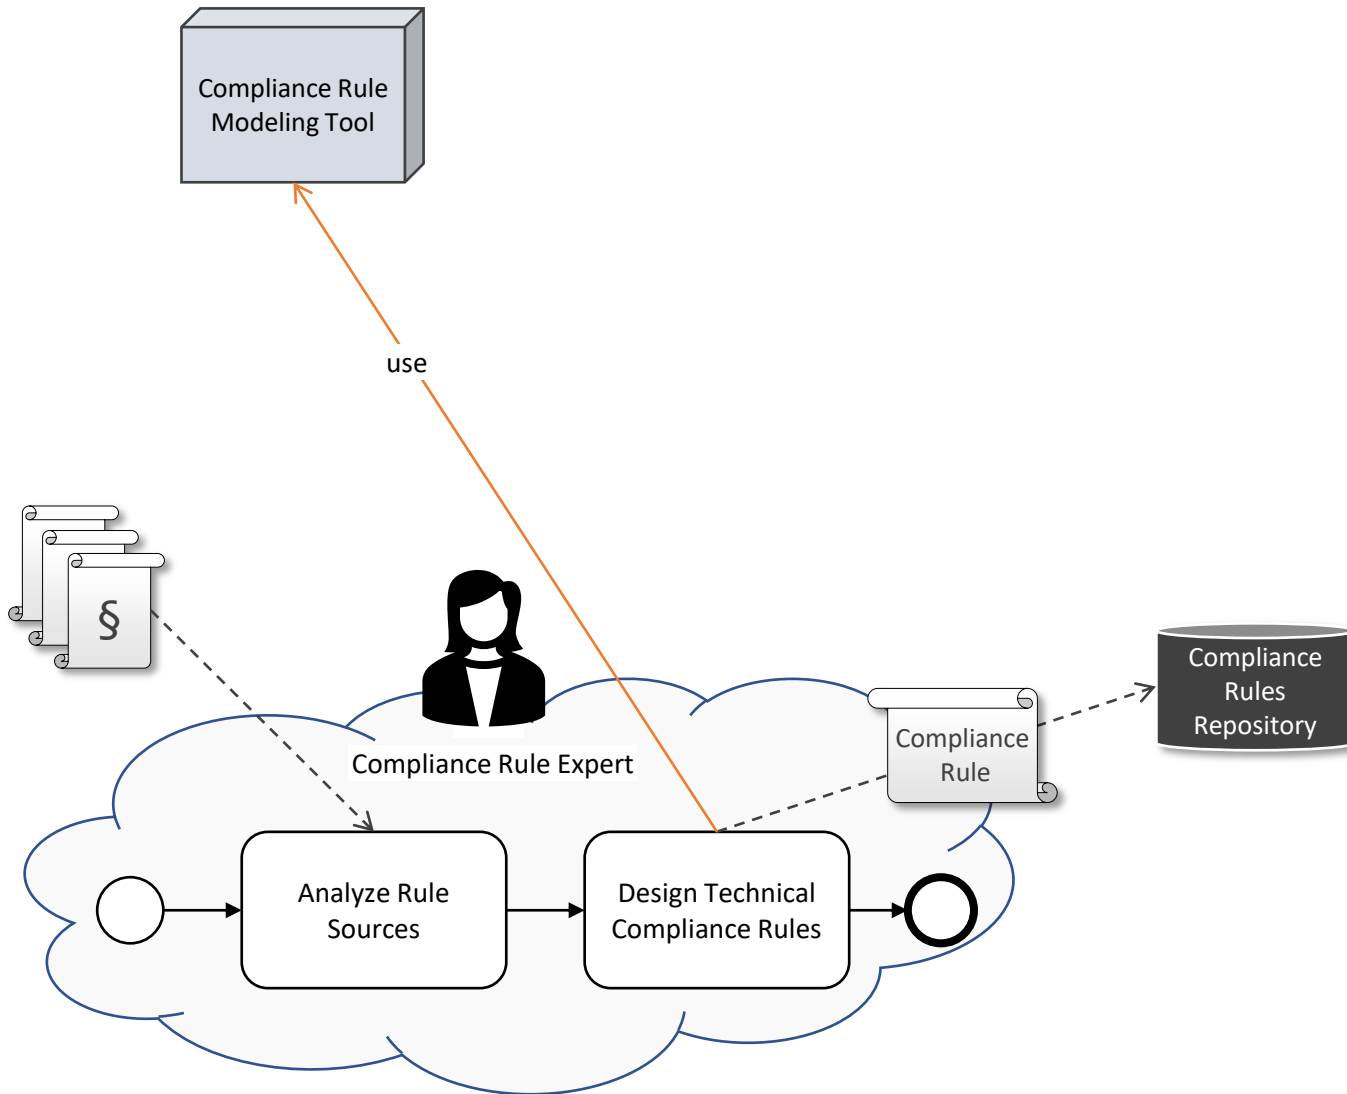 Compliance Rule
Modeling Tool
use
§
Compliance Rule Expert
Compliance
Rule
Compliance
Rules
Repository
Analyze Rule
Sources
Design Technical
Compliance Rules